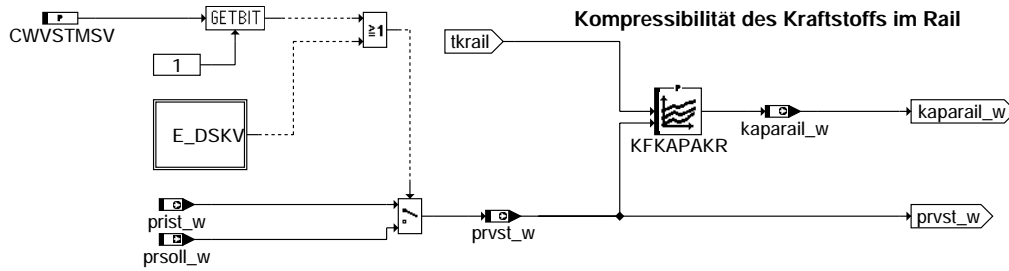 Kompressibilität des Kraftstoffs im Rail
P
GETBIT
CWVSTMSV
≥1
tkrail
1
P
E_DSKV
kaparail_w
kaparail_w
KFKAPAKR
prist_w
prvst_w
prvst_w
prsoll_w